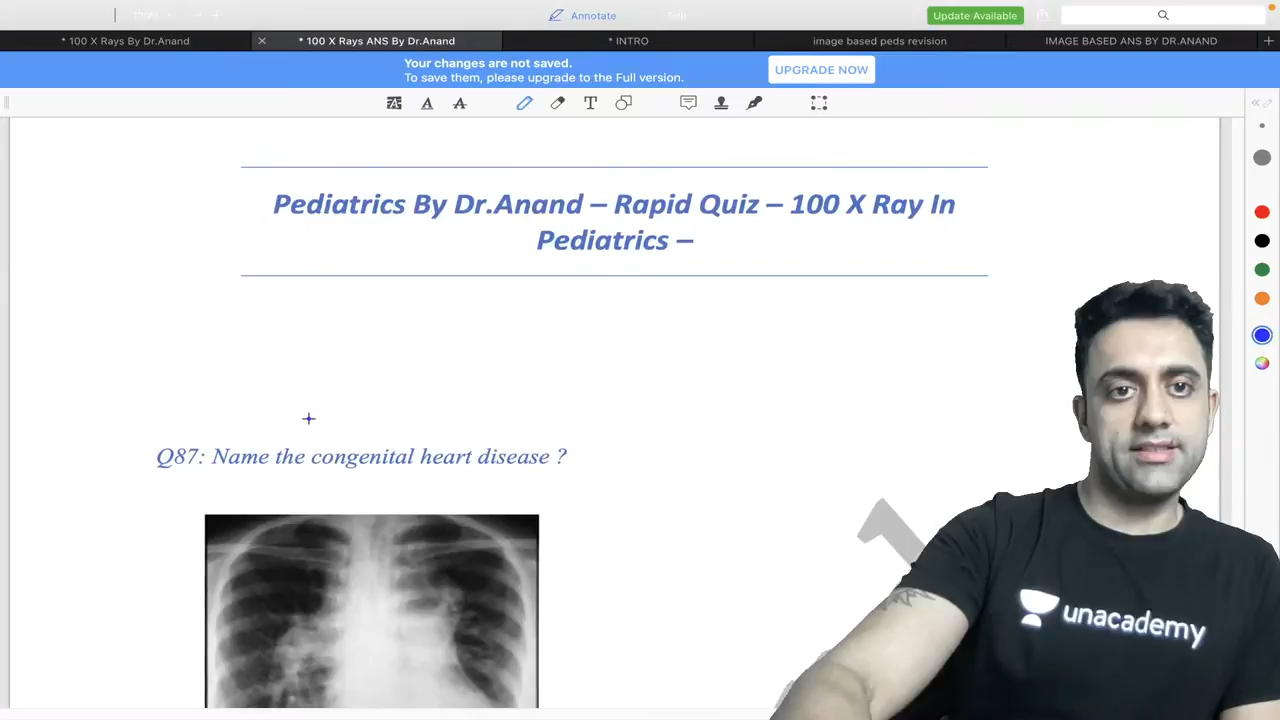 Annotate
Edit
Update Available
* 100 X Rays By Dr.Anand
* 100 X Rays ANS By Dr.Anand
* INTRO
image based peds revision
IMAGE BASED ANS BY DR.ANAND
Your changes are not saved.
To save them, please upgrade to the Full version.
UPGRADE NOW
Pediatrics By Dr.Anand – Rapid Quiz – 100 X Ray In
Pediatrics –
Q87: Name the congenital heart disease ?
unacademy